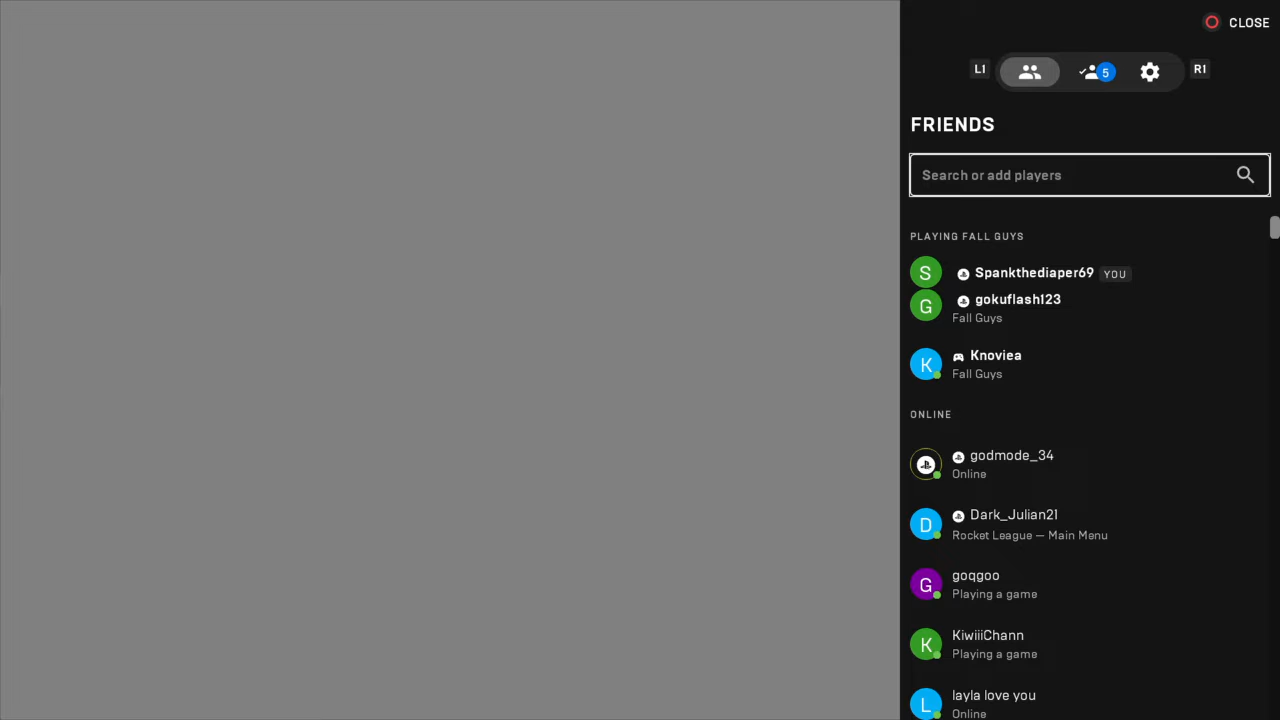 CLOSE
L1
5
R1
FRIENDS
Search or add players
PLAYING FALL GUYS
S
Spankthediaper69 YOU
G
gokuflash123
Fall Guys
K
Knoviea
Fall Guys
ONLINE
godmode_34
Online
D
Dark_Julian21
Rocket League — Main Menu
G
goqgoo
Playing a game
K
KiwiiiChann
Playing a game
L
layla love you
Online